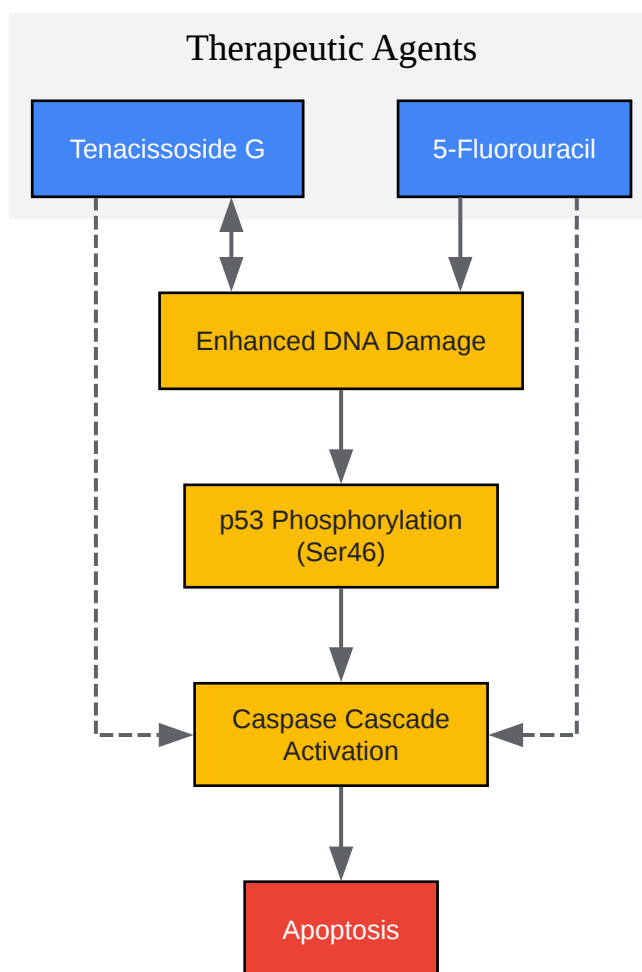 Therapeutic Agents
Tenacissoside G
5-Fluorouracil
Enhanced DNA Damage
p53 Phosphorylation
(Ser46)
Caspase Cascade
Activation
Apoptosis